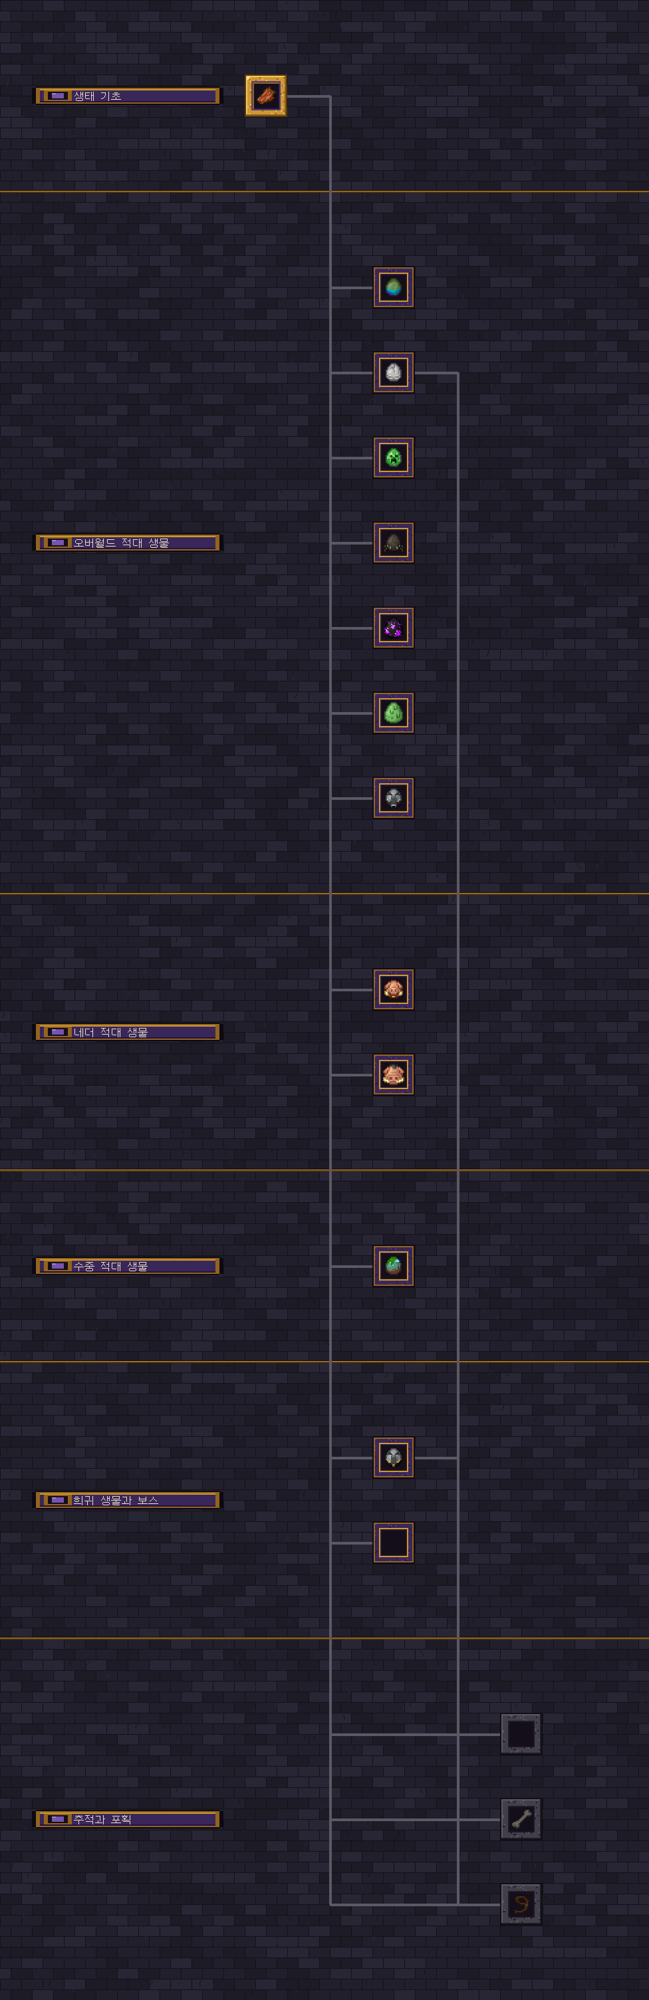 생태 기초
오버월드 적대 생물
네더 적대 생물
수중 적대 생물
희귀 생물과 보스
추적과 포획